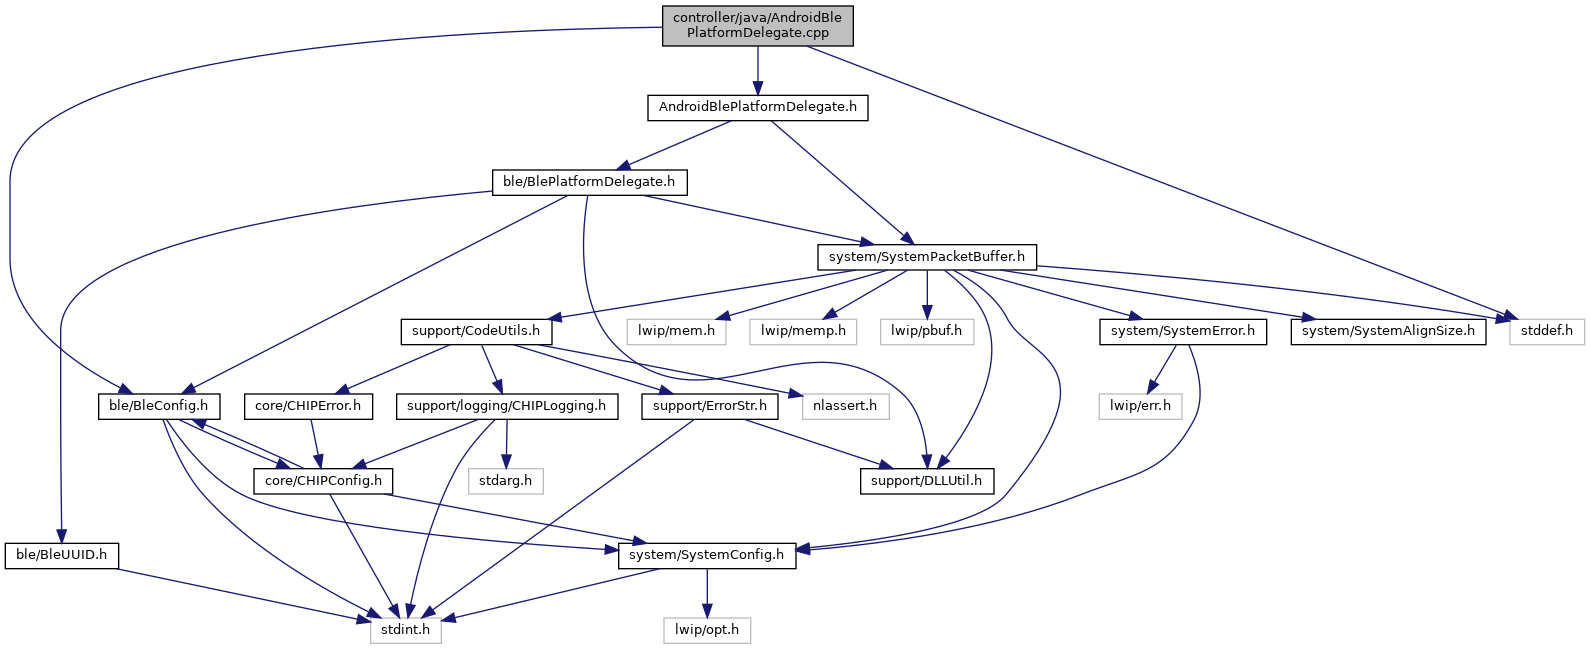 controller/java/AndroidBle
PlatformDelegate.cpp
AndroidBlePlatformDelegate.h
ble/BlePlatformDelegate.h
system/SystemPacketBuffer.h
support/CodeUtils.h
lwip/mem.h
lwip/memp.h
lwip/pbuf.h
system/SystemError.h
system/SystemAlignSize.h
stddef.h
ble/BleConfig.h
core/CHIPError.h
support/logging/CHIPLogging.h
support/ErrorStr.h
nlassert.h
lwip/err.h
core/CHIPConfig.h
stdarg.h
support/DLLUtil.h
ble/BleUUID.h
system/SystemConfig.h
stdint.h
lwip/opt.h